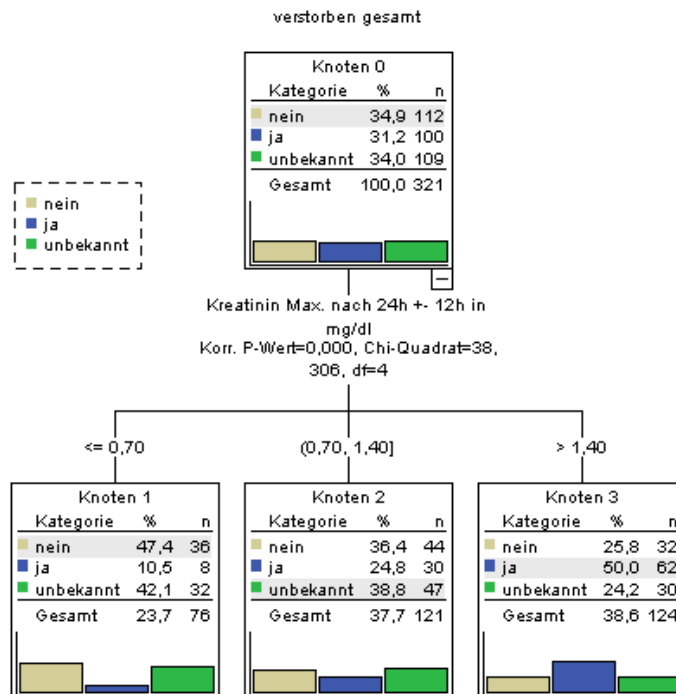 verstorben gesamt
Knoten 0
Kategorie % n
nein 34,9 112
ja 31,2 100
unbekannt 34,0 109
Gesamt 100,0 321
nein
ja
unbekannt
Kreatinin Max. nach 24h +- 12h in
mg/dl
Korr. P-Wert=0,000, Chi-Quadrat=38,
306, df=4
<= 0,70
(0,70, 1,40]
> 1,40
Knoten 1
Kategorie % n
nein 47,4 36
ja 10,5 8
unbekannt 42,1 32
Gesamt 23,7 76
Knoten 2
Kategorie % n
nein 36,4 44
ja 24,8 30
unbekannt 38,8 47
Gesamt 37,7 121
Knoten 3
Kategorie % n
nein 25,8 32
ja 50,0 62
unbekannt 24,2 30
Gesamt 38,6 124